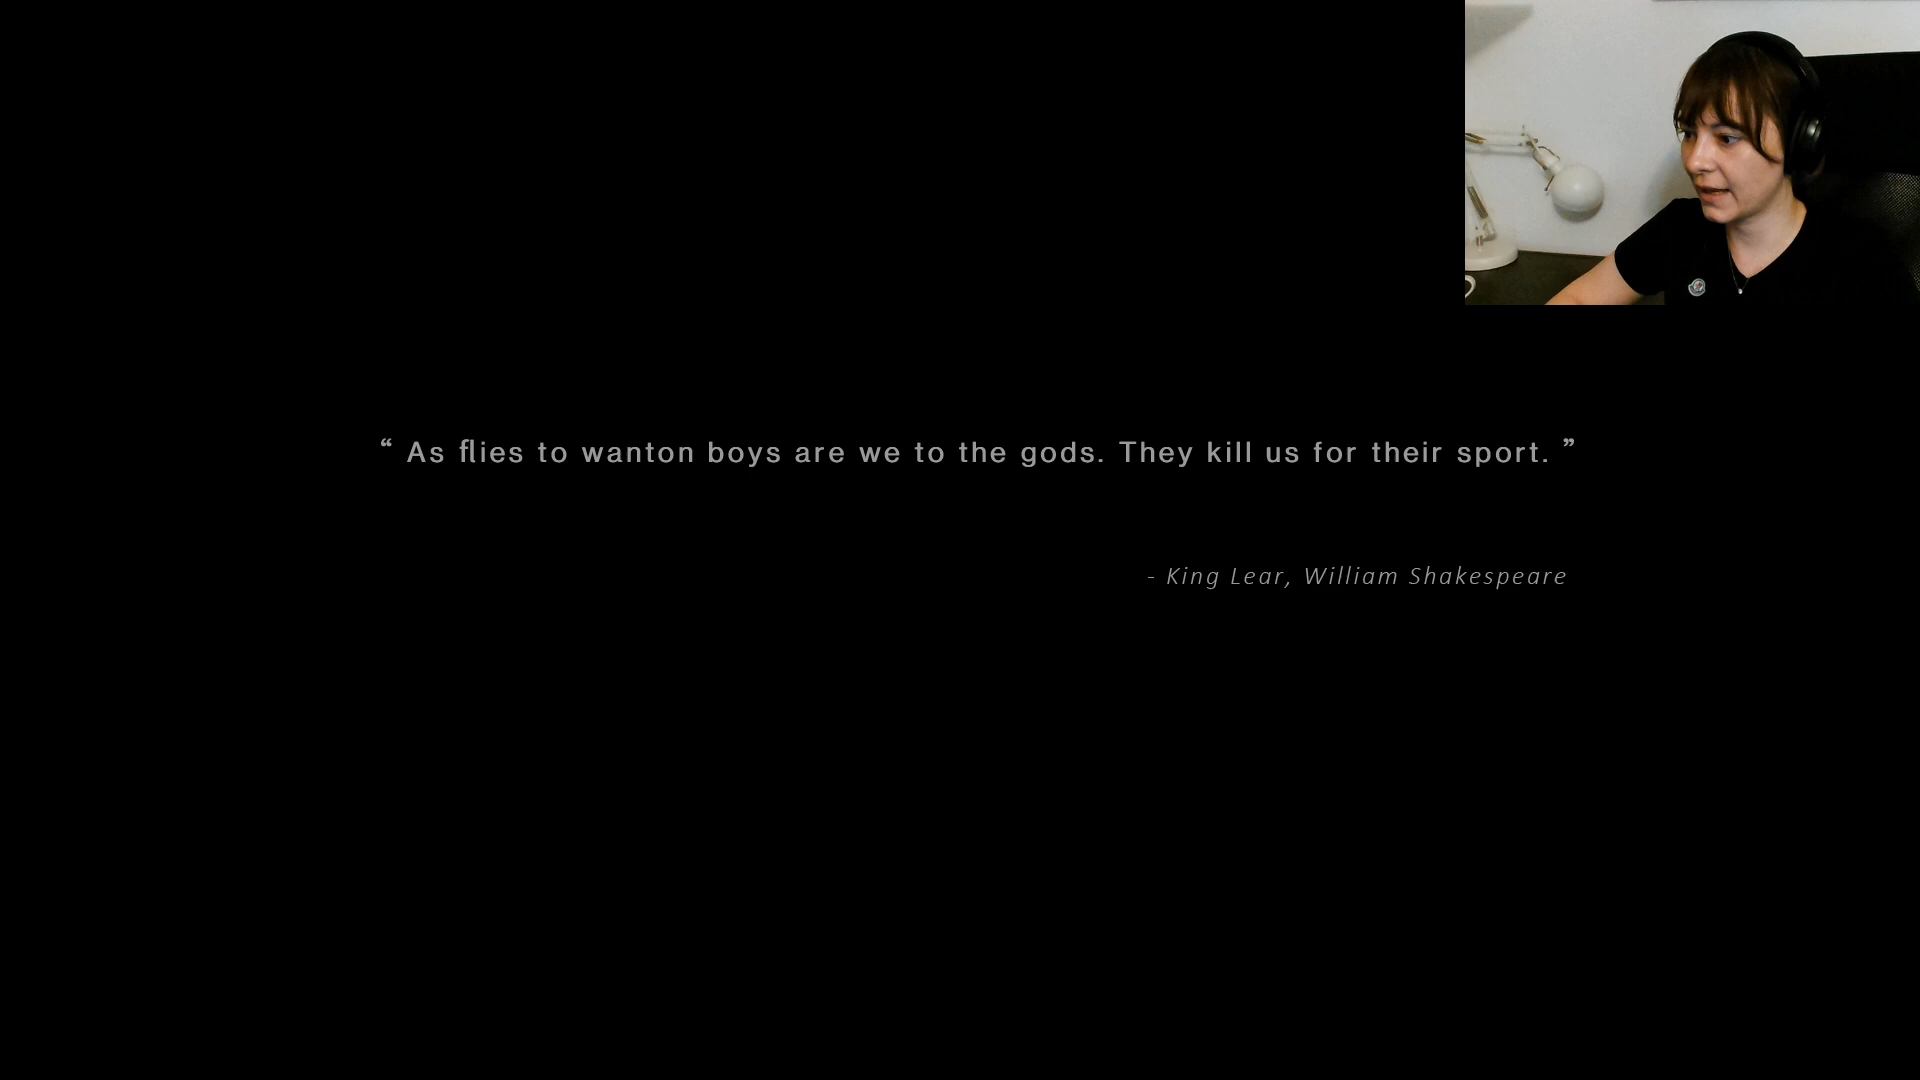 “ As flies to wanton boys are we to the gods. They kill us for their sport. ”
- King Lear, William Shakespeare